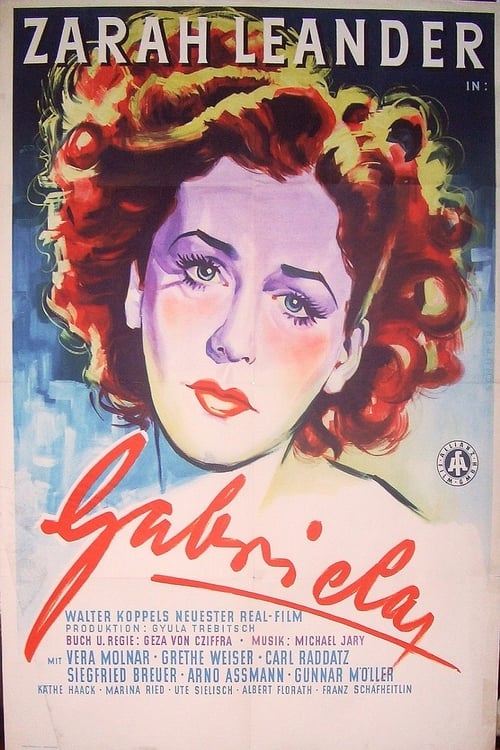 ZARAH LEANDER
IN:
Gabriela
ALLIANZ FILM G·M·B·H
WALTER KOPPELS NEUESTER REAL-FILM
PRODUKTION: GYULA TREBITSCH
BUCH U. REGIE: GEZA VON CZIFFRA · MUSIK: MICHAEL JARY
MIT VERA MOLNAR · GRETHE WEISER · CARL RADDATZ
SIEGFRIED BREUER · ARNO ASSMANN · GUNNAR MÖLLER
KÄTHE HAACK · MARINA RIED · UTE SIELISCH · ALBERT FLORATH · FRANZ SCHAFHEITLIN